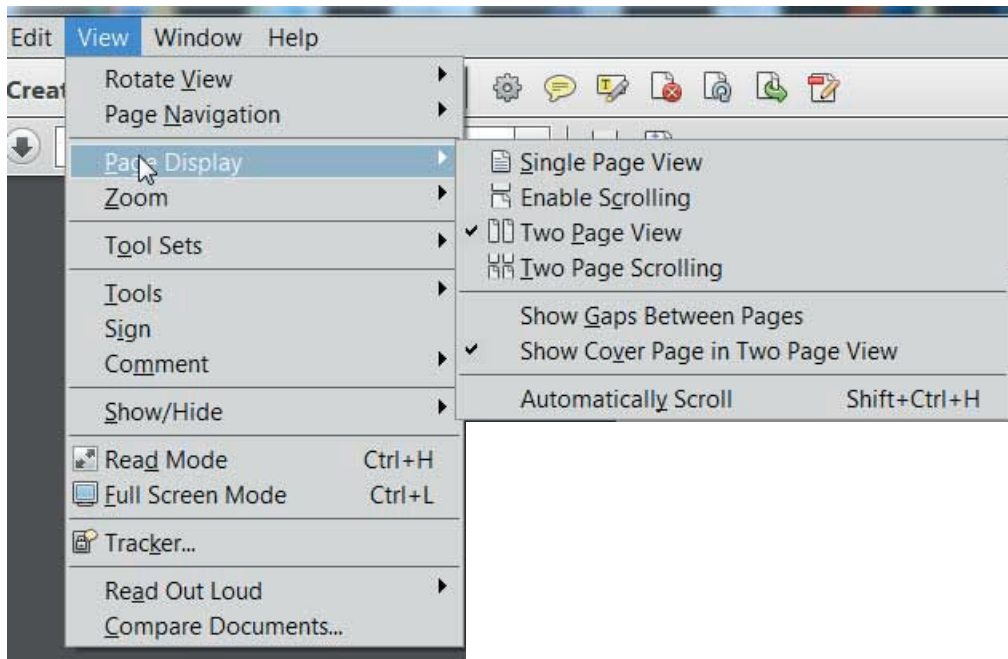 Edit View Window Help
Creat
Rotate View
Page Navigation
Page Display
Zoom
Tool Sets
Tools
Sign
Comment
Show/Hide
Read Mode Ctrl+H
Full Screen Mode Ctrl+L
Tracker...
Read Out Loud
Compare Documents...
Single Page View
Enable Scrolling
Two Page View
Two Page Scrolling
Show Gaps Between Pages
Show Cover Page in Two Page View
Automatically Scroll Shift+Ctrl+H